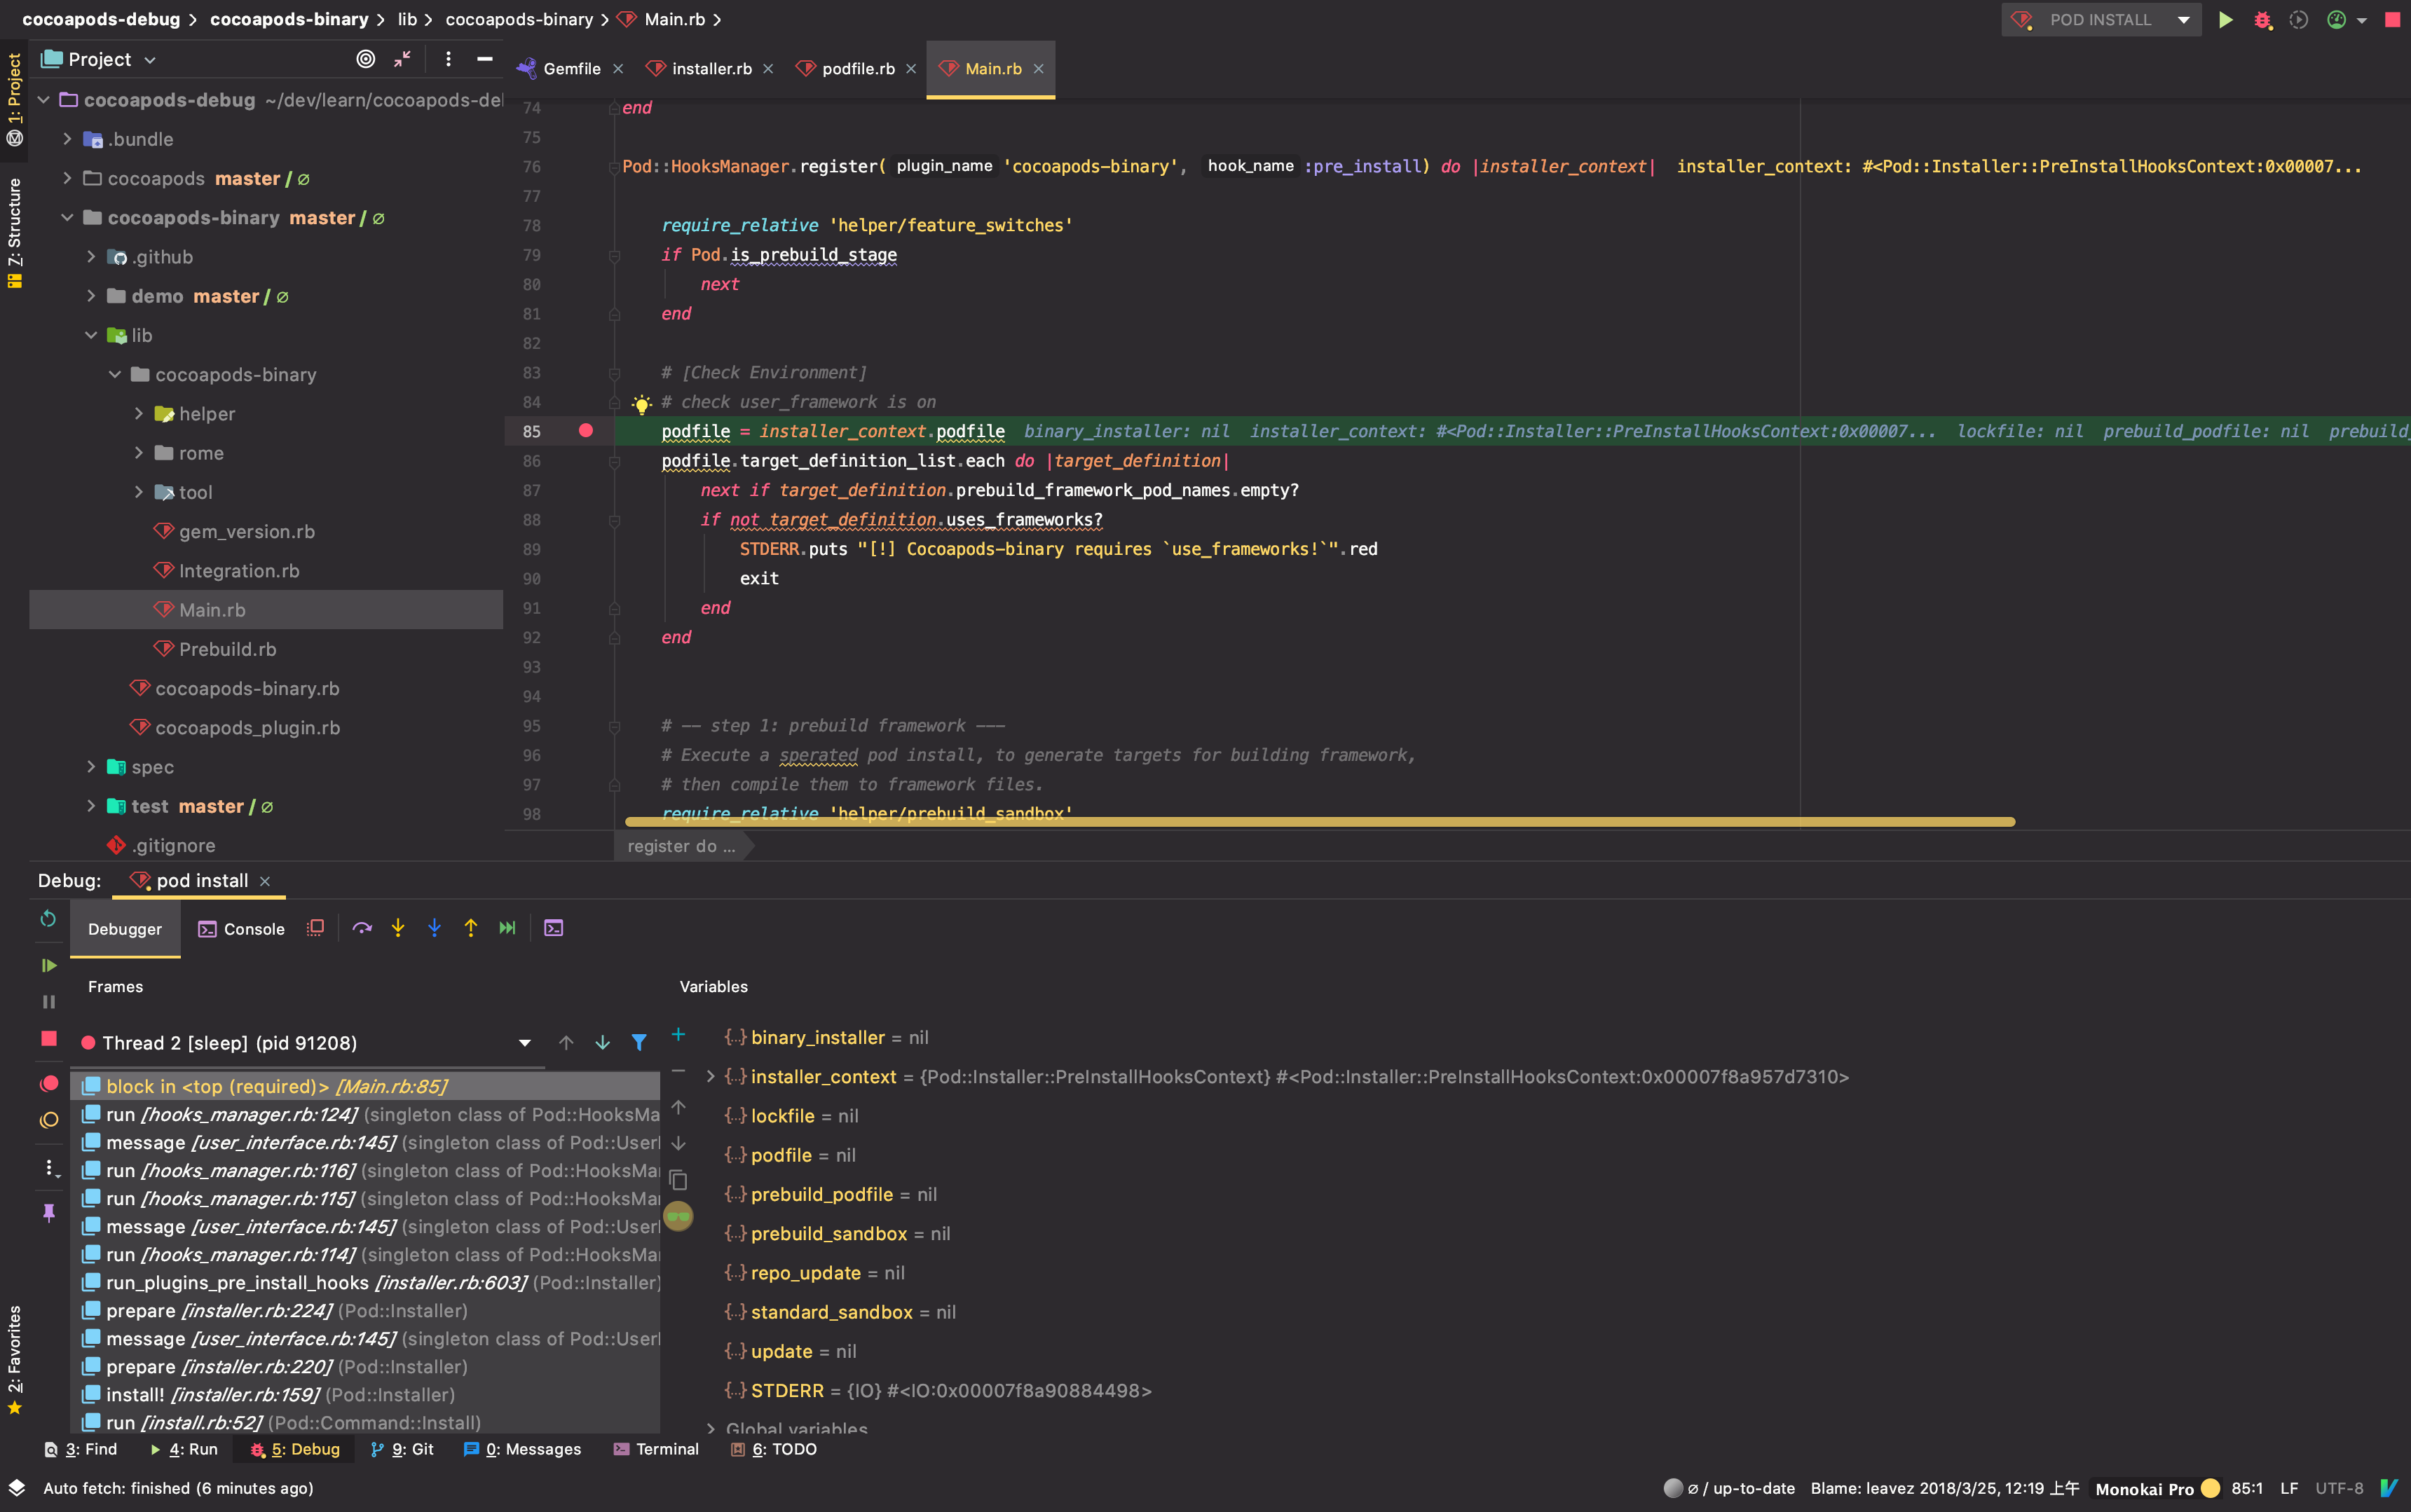 cocoapods-debug › cocoapods-binary › lib › cocoapods-binary › Main.rb ›
POD INSTALL
1: Project
7: Structure
2: Favorites
Project
cocoapods-debug ~/dev/learn/cocoapods-del
.bundle
cocoapods master / ∅
cocoapods-binary master / ∅
.github
demo master / ∅
lib
cocoapods-binary
helper
rome
tool
gem_version.rb
Integration.rb
Main.rb
Prebuild.rb
cocoapods-binary.rb
cocoapods_plugin.rb
spec
test master / ∅
.gitignore
Gemfile × installer.rb × podfile.rb × Main.rb ×
74 end
75
76 Pod::HooksManager.register( plugin_name 'cocoapods-binary', hook_name :pre_install) do |installer_context| installer_context: #<Pod::Installer::PreInstallHooksContext:0x00007...
77
78 require_relative 'helper/feature_switches'
79 if Pod.is_prebuild_stage
80 next
81 end
82
83 # [Check Environment]
84 # check user_framework is on
85 podfile = installer_context.podfile binary_installer: nil installer_context: #<Pod::Installer::PreInstallHooksContext:0x00007... lockfile: nil prebuild_podfile: nil prebuild_
86 podfile.target_definition_list.each do |target_definition|
87 next if target_definition.prebuild_framework_pod_names.empty?
88 if not target_definition.uses_frameworks?
89 STDERR.puts "[!] Cocoapods-binary requires `use_frameworks!`".red
90 exit
91 end
92 end
93
94
95 # -- step 1: prebuild framework ---
96 # Execute a sperated pod install, to generate targets for building framework,
97 # then compile them to framework files.
98 require_relative 'helper/prebuild_sandbox'
register do ...
Debug: pod install ×
Debugger Console
Frames
Thread 2 [sleep] (pid 91208)
block in <top (required)> [Main.rb:85]
run [hooks_manager.rb:124] (singleton class of Pod::HooksMa
message [user_interface.rb:145] (singleton class of Pod::UserI
run [hooks_manager.rb:116] (singleton class of Pod::HooksMa
run [hooks_manager.rb:115] (singleton class of Pod::HooksMa
message [user_interface.rb:145] (singleton class of Pod::UserI
run [hooks_manager.rb:114] (singleton class of Pod::HooksMa
run_plugins_pre_install_hooks [installer.rb:603] (Pod::Installer)
prepare [installer.rb:224] (Pod::Installer)
message [user_interface.rb:145] (singleton class of Pod::UserI
prepare [installer.rb:220] (Pod::Installer)
install! [installer.rb:159] (Pod::Installer)
run [install.rb:52] (Pod::Command::Install)
Variables
binary_installer = nil
installer_context = {Pod::Installer::PreInstallHooksContext} #<Pod::Installer::PreInstallHooksContext:0x00007f8a957d7310>
lockfile = nil
podfile = nil
prebuild_podfile = nil
prebuild_sandbox = nil
repo_update = nil
standard_sandbox = nil
update = nil
STDERR = {IO} #<IO:0x00007f8a90884498>
Global variables
3: Find 4: Run 5: Debug 9: Git 0: Messages Terminal 6: TODO
Auto fetch: finished (6 minutes ago)
∅ / up-to-date Blame: leavez 2018/3/25, 12:19 上午 Monokai Pro 85:1 LF UTF-8